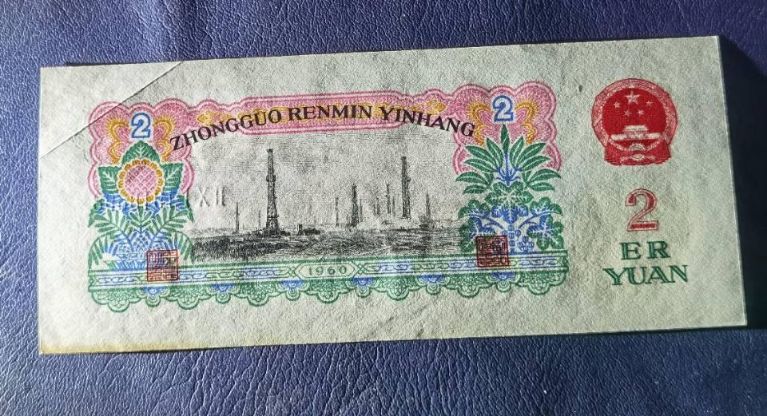 2
2
ZHONGGUO RENMIN YINHANG
1960
2
ER
YUAN